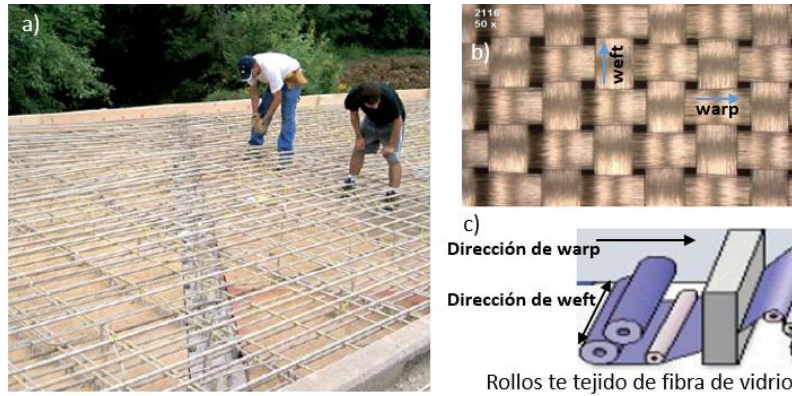 a)
2116
50 x
b)
weft
warp
c)
Dirección de warp
Dirección de weft
Rollos te tejido de fibra de vidrio